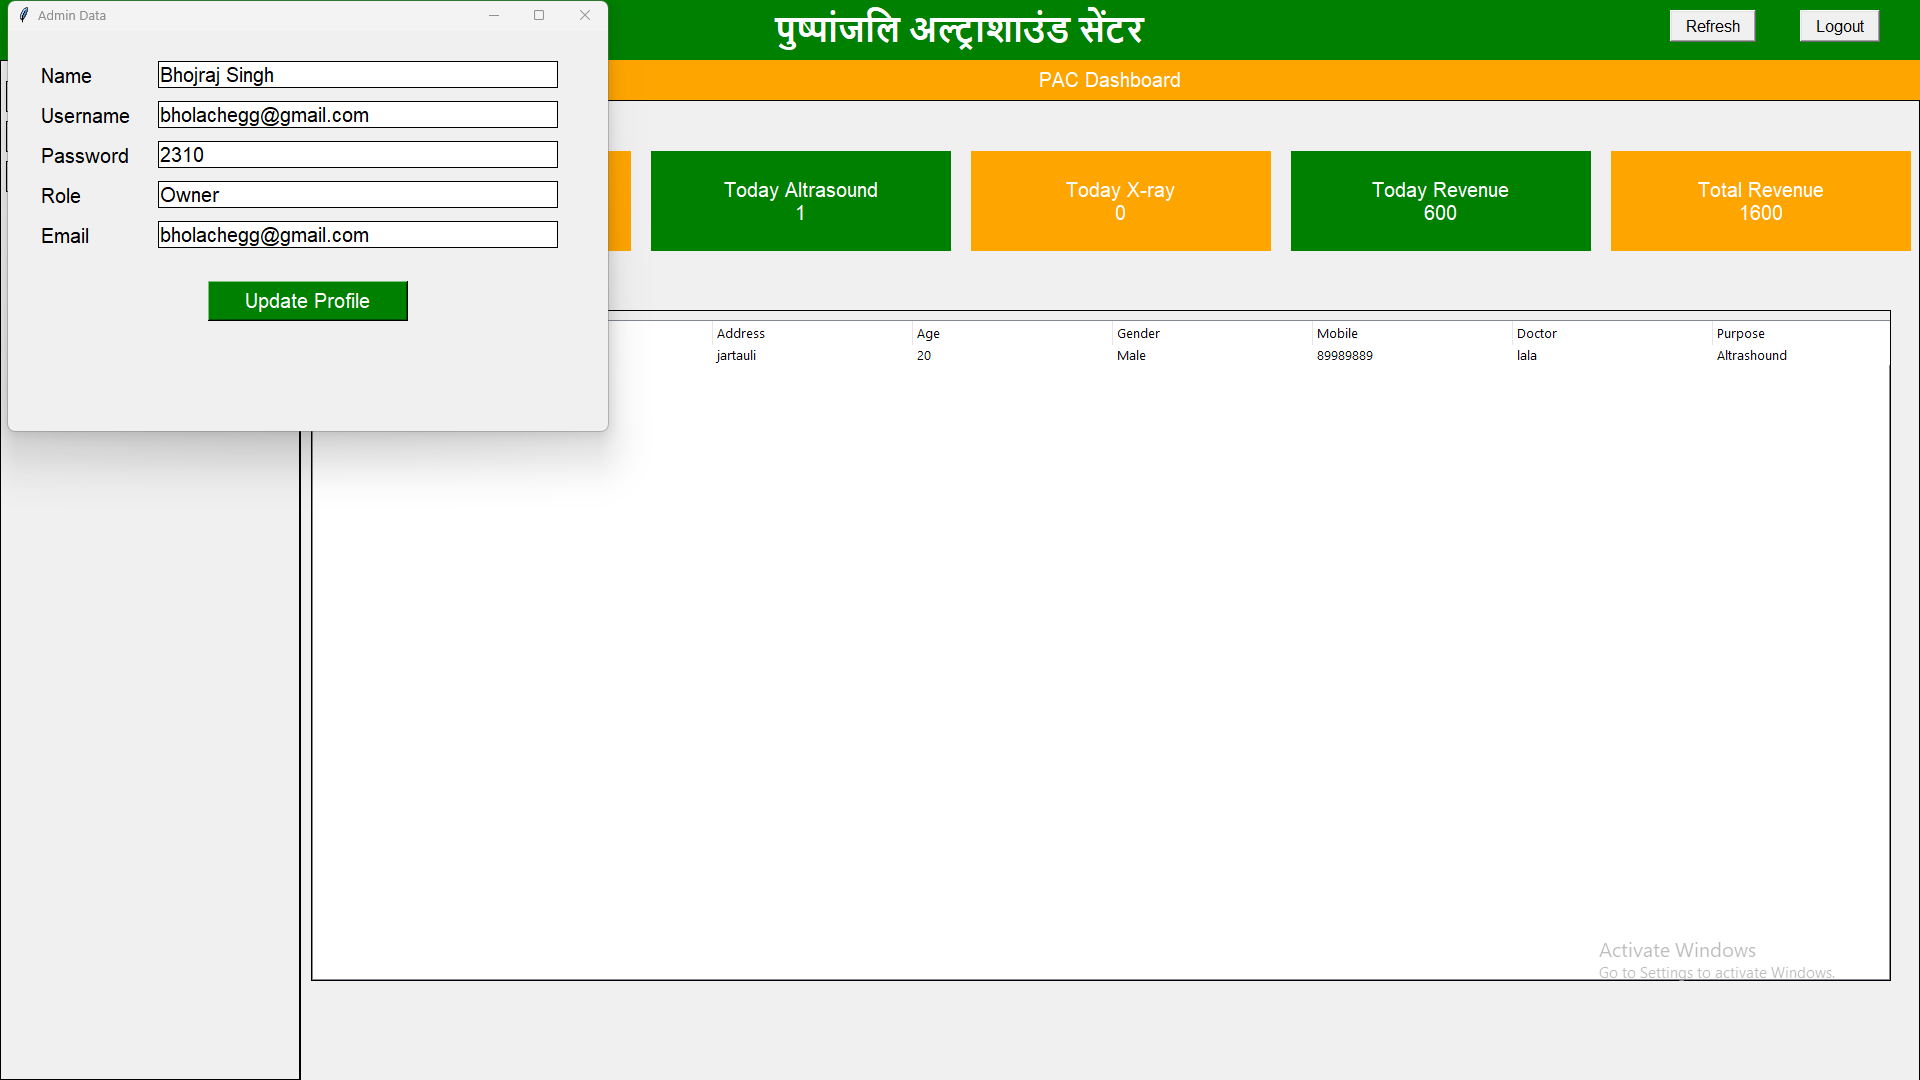 Admin Data
Name Bhojraj Singh
Username bholachegg@gmail.com
Password 2310
Role Owner
Email bholachegg@gmail.com
Update Profile
पुष्पांजलि अल्ट्रासाउंड सेंटर
Refresh Logout
PAC Dashboard
Today Altrasound
1
Today X-ray
0
Today Revenue
600
Total Revenue
1600
Address Age Gender Mobile Doctor Purpose
jartauli 20 Male 89989889 lala Altrashound
Activate Windows
Go to Settings to activate Windows.